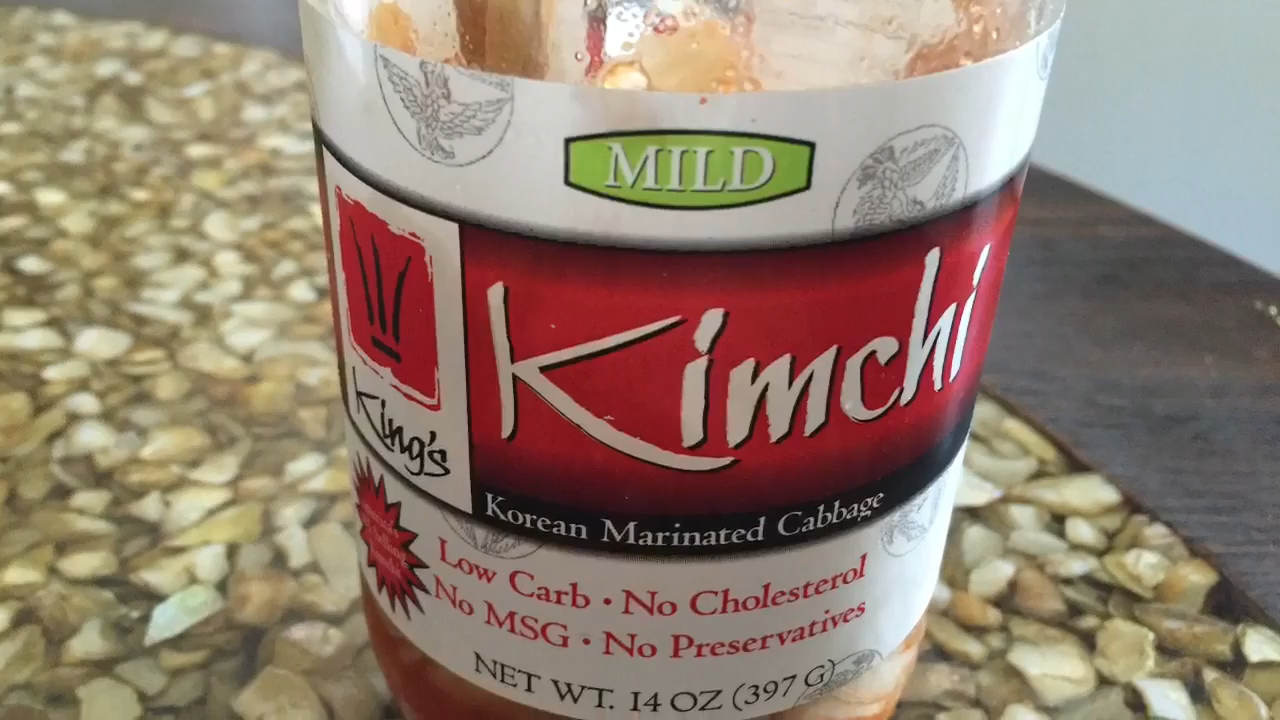 MILD
King's
Kimchi
Korean Marinated Cabbage
Low Carb • No Cholesterol
No MSG • No Preservatives
NET WT. 14 OZ (397 G)